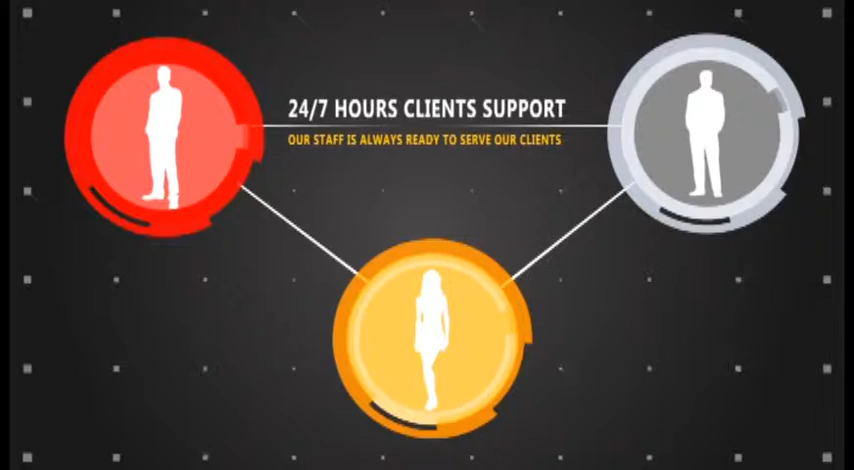 24/7 HOURS CLIENTS SUPPORT
OUR STAFF IS ALWAYS READY TO SERVE OUR CLIENTS